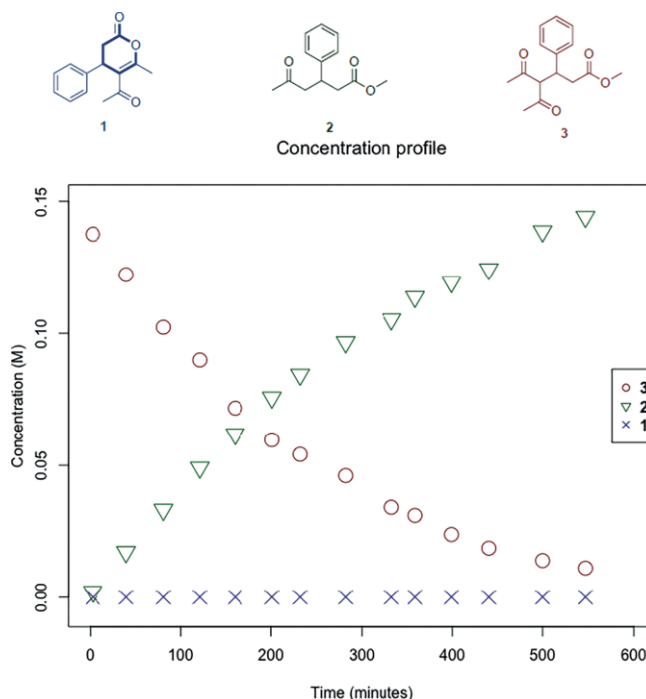 O
O
O
1
O
O
O
2
O
O
O
O
3
Concentration profile
Concentration (M)
0.15
0.10
0.05
0.00
3
2
1
0 100 200 300 400 500 600
Time (minutes)